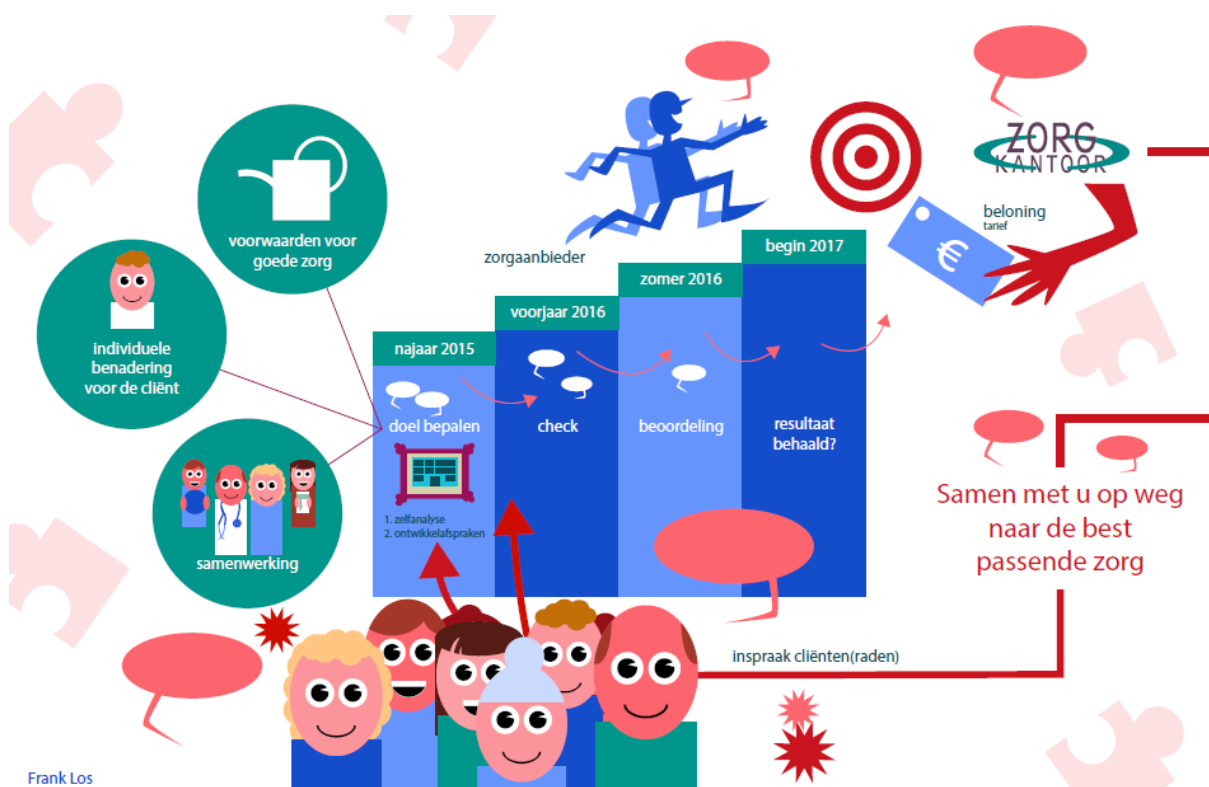 ZORG
KANTOOR
beloning
tarief
voorwaarden voor
goede zorg
zorgaanbieder
individuele
benadering
voor de cliënt
samenwerking
najaar 2015
doel bepalen
1. zelfanalyse
2. ontwikkelafspraken
voorjaar 2016
check
zomer 2016
beoordeling
begin 2017
resultaat
behaald?
€
Samen met u op weg
naar de best
passende zorg
inspraak cliënten(raden)
Frank Los